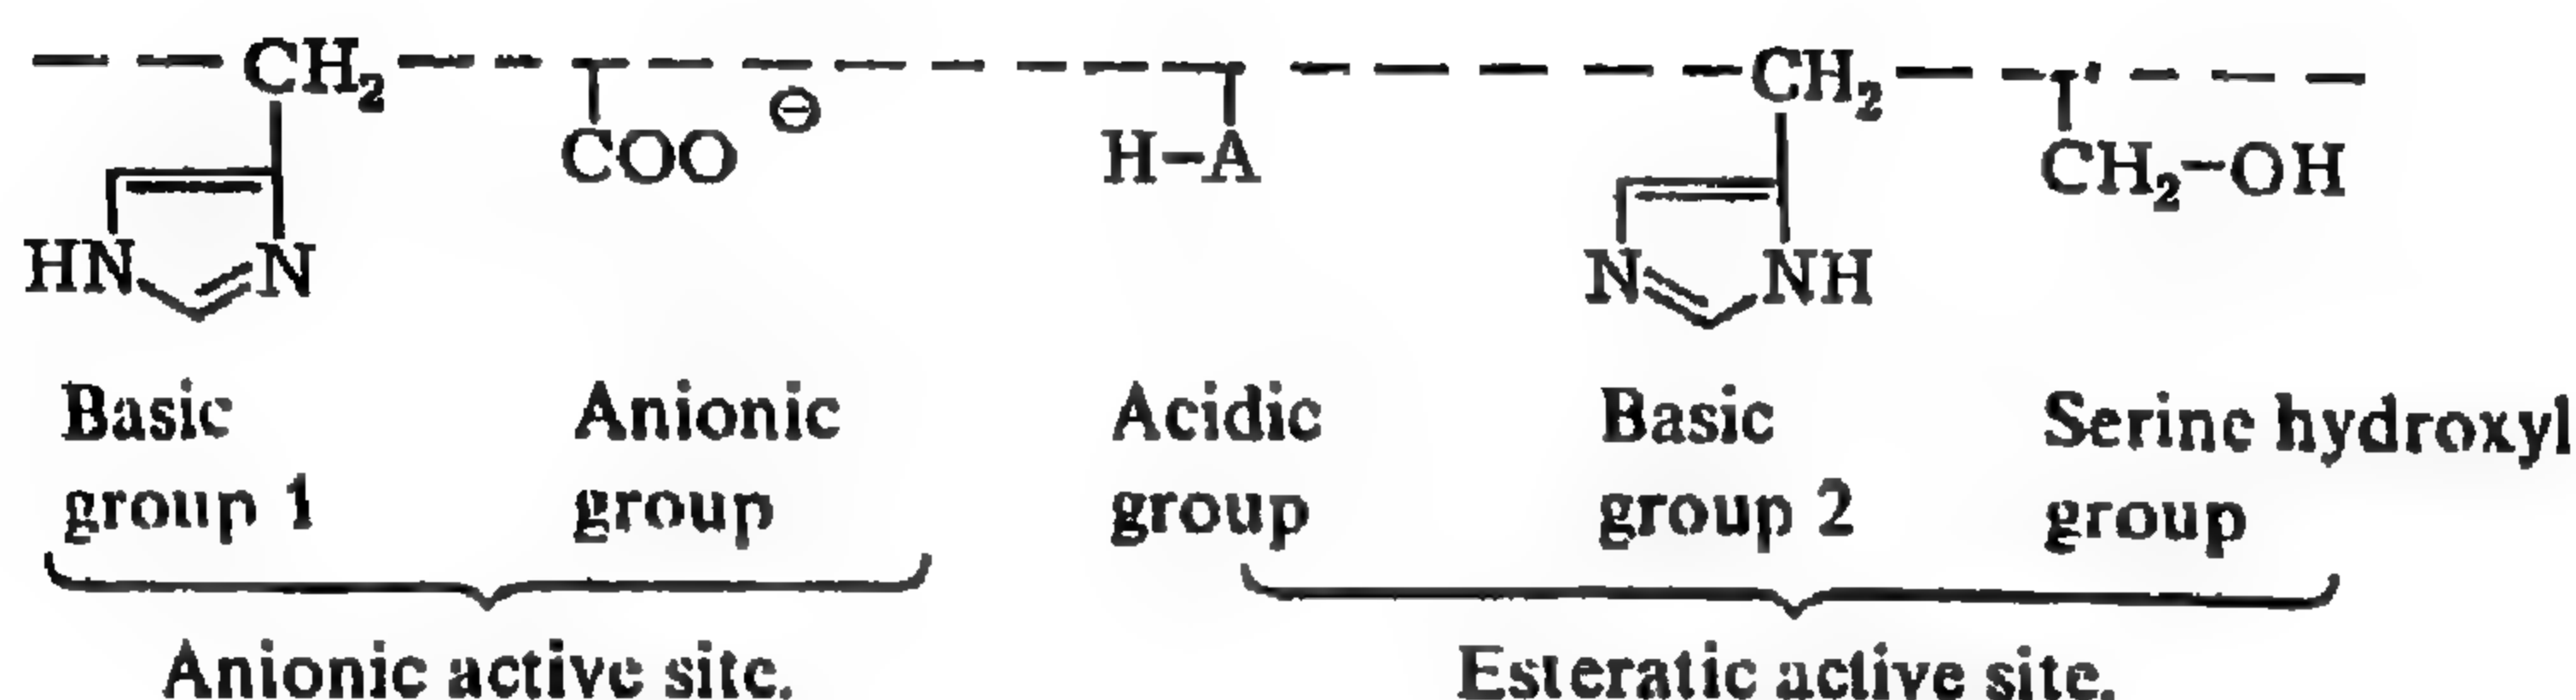 CH₂ CH₂
COO ⊖ H–A CH₂–OH
HN N N NH
Basic group 1
Anionic group
Acidic group
Basic group 2
Serine hydroxyl group
Anionic active site.
Esteratic active site.